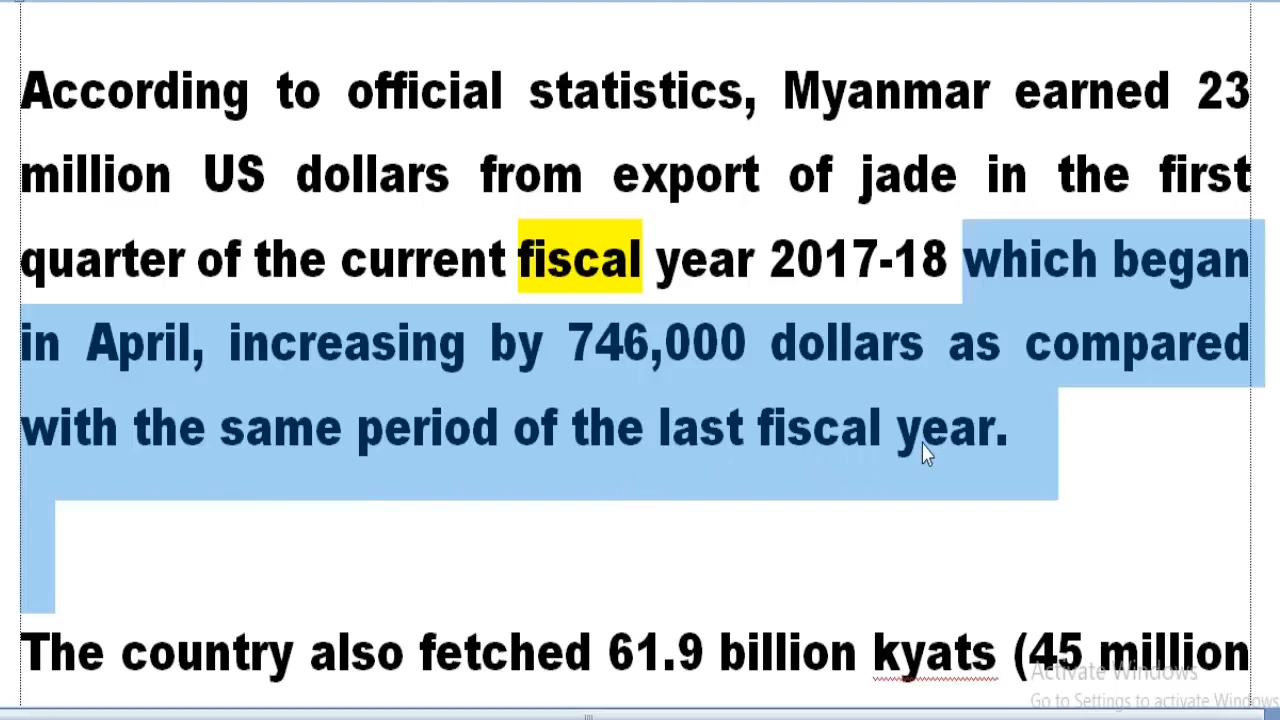 According to official statistics, Myanmar earned 23
million US dollars from export of jade in the first
quarter of the current fiscal year 2017-18 which began
in April, increasing by 746,000 dollars as compared
with the same period of the last fiscal year.
The country also fetched 61.9 billion kyats (45 million
Activate Windows
Go to Settings to activate Windows